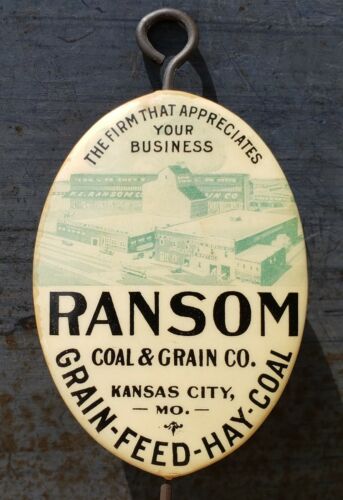 THE FIRM THAT APPRECIATES
YOUR
BUSINESS
RANSOM
COAL & GRAIN CO.
KANSAS CITY,
MO.
GRAIN-FEED-HAY-COAL